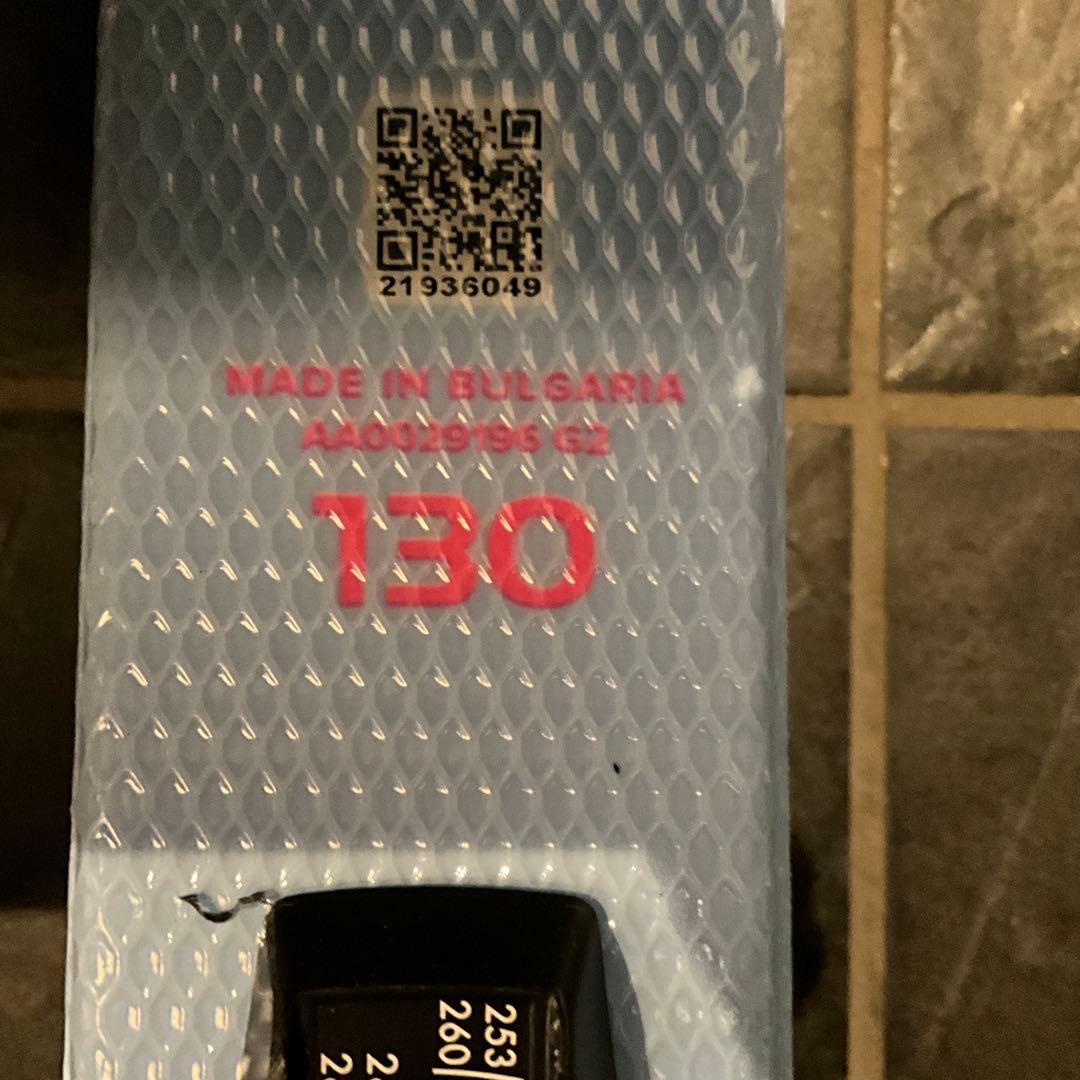 21936049
MADE IN BULGARIA
AA0029196 G2
130
253
260